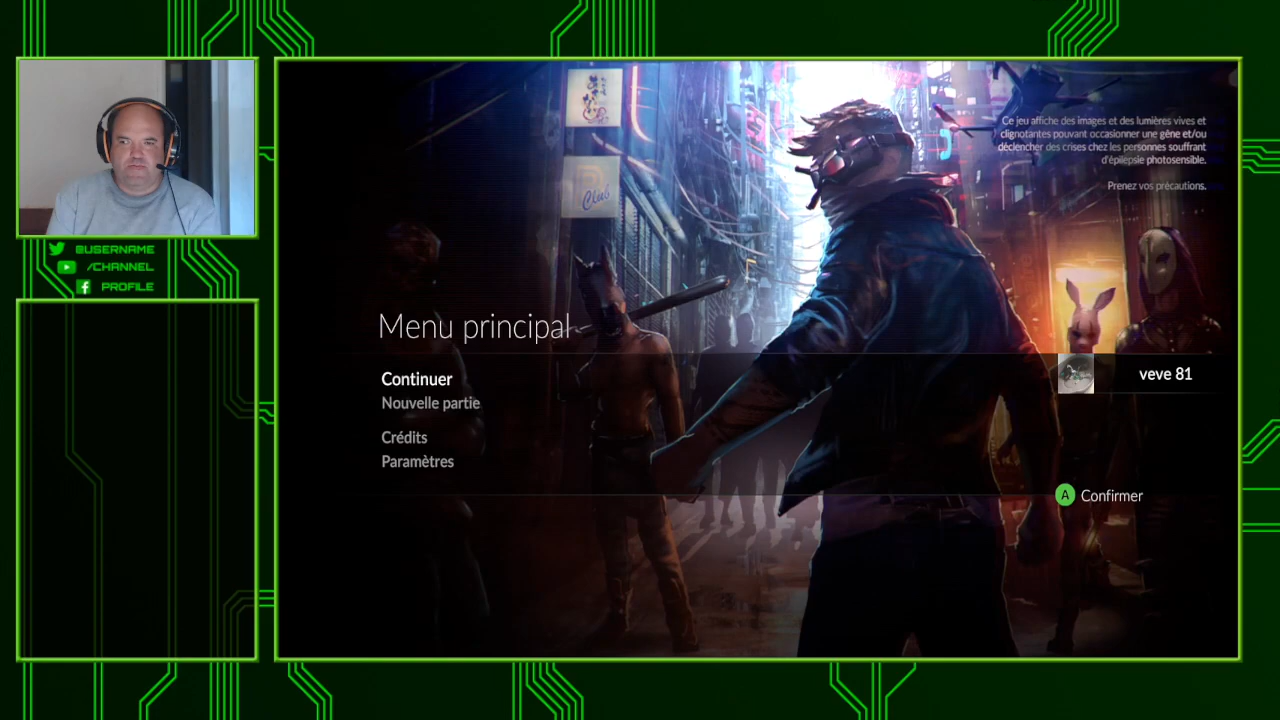 @USERNAME
/CHANNEL
PROFILE
Club
Ce jeu affiche des images et des lumières vives et
clignotantes pouvant occasionner une gêne et/ou
déclencher des crises chez les personnes souffrant
d'épilepsie photosensible.
Prenez vos précautions.
Menu principal
Continuer
Nouvelle partie
Crédits
Paramètres
veve 81
A Confirmer